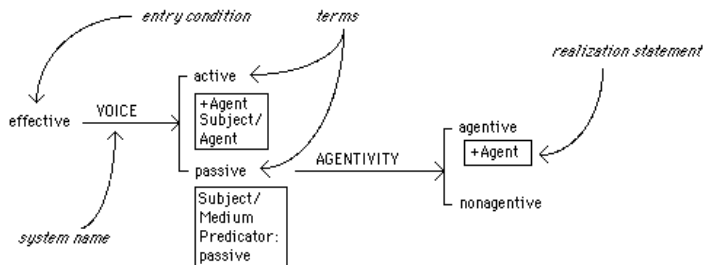 entry condition
terms
realization statement
active
VOICE
+Agent
Subject/
Agent
effective
agentive
+Agent
AGENTIVITY
passive
Subject/
Medium
Predicator:
passive
nonagentive
system name